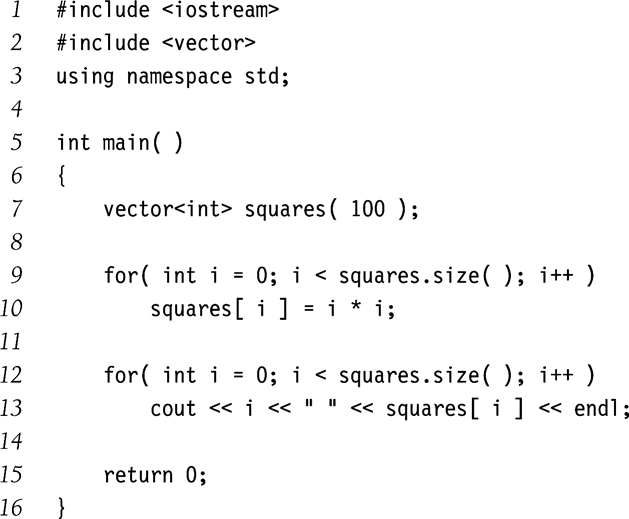 1 #include <iostream>
2 #include <vector>
3 using namespace std;
4
5 int main( )
6 {
7     vector<int> squares( 100 );
8
9     for( int i = 0; i < squares.size( ); i++ )
10         squares[ i ] = i * i;
11
12     for( int i = 0; i < squares.size( ); i++ )
13         cout << i << " " << squares[ i ] << endl;
14
15     return 0;
16 }